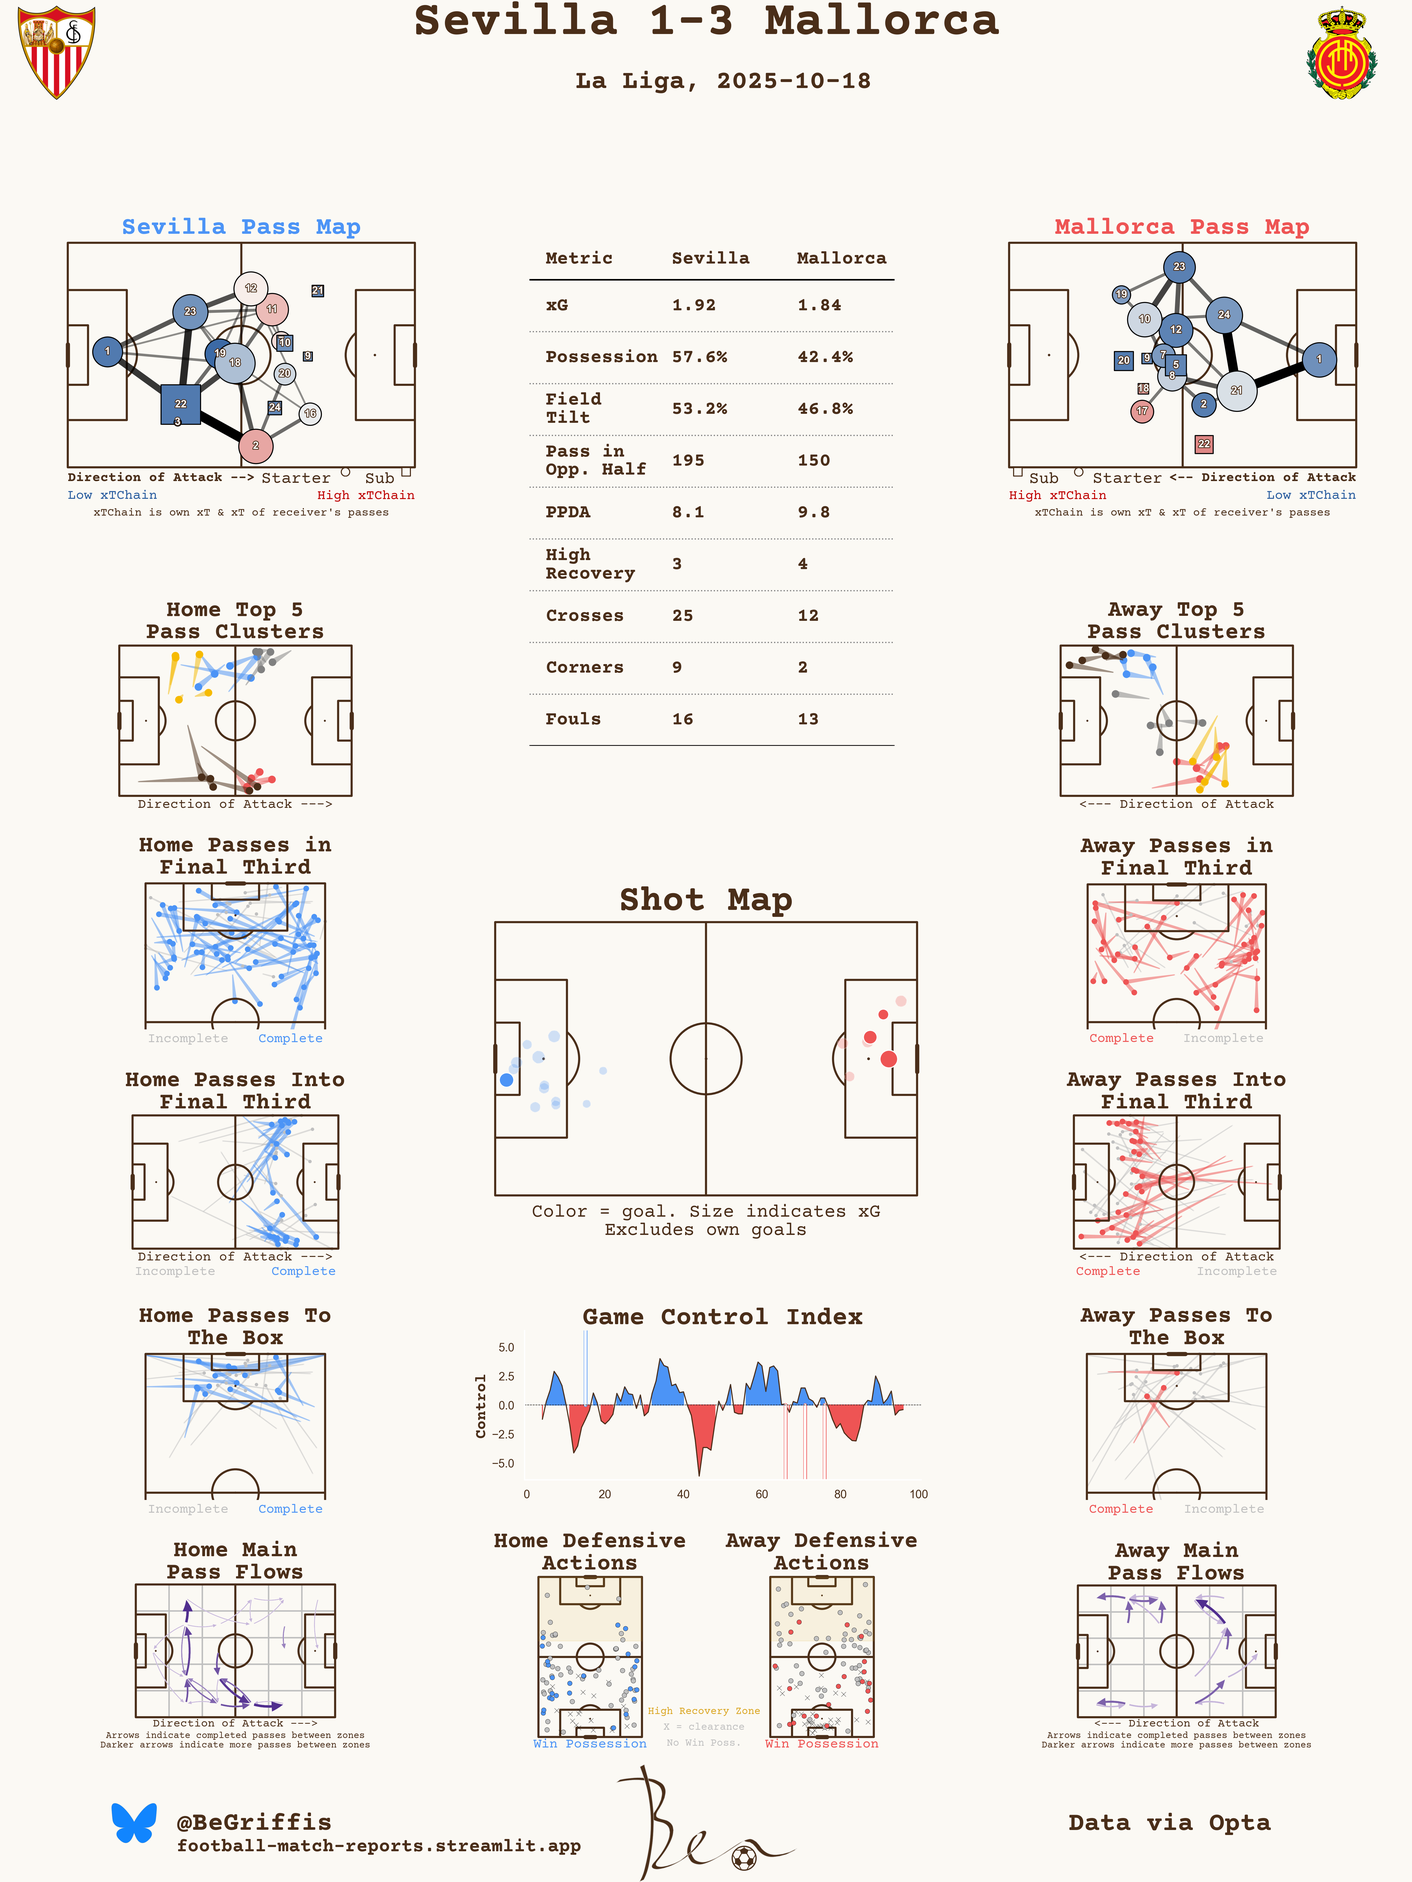 Sevilla 1-3 Mallorca
La Liga, 2025-10-18
Sevilla Pass Map
12
21
11
23
10
1
19
9
18
20
22
24
3
16
2
Direction of Attack --> Starter Sub
Low xTChain High xTChain
xTChain is own xT & xT of receiver's passes
Metric Sevilla Mallorca
xG 1.92 1.84
Possession 57.6% 42.4%
Field
Tilt 53.2% 46.8%
Pass in
Opp. Half 195 150
PPDA 8.1 9.8
High
Recovery 3 4
Crosses 25 12
Corners 9 2
Fouls 16 13
Mallorca Pass Map
23
19
10
24
12
20
9
7
5
1
8
18
21
17
2
22
Sub Starter <-- Direction of Attack
High xTChain Low xTChain
xTChain is own xT & xT of receiver's passes
Home Top 5
Pass Clusters
Direction of Attack --->
Away Top 5
Pass Clusters
<--- Direction of Attack
Home Passes in
Final Third
Incomplete Complete
Shot Map
Color = goal. Size indicates xG
Excludes own goals
Away Passes in
Final Third
Complete Incomplete
Home Passes Into
Final Third
Direction of Attack --->
Incomplete Complete
Away Passes Into
Final Third
<--- Direction of Attack
Complete Incomplete
Home Passes To
The Box
Incomplete Complete
Game Control Index
Control
5.0
2.5
0.0
−2.5
−5.0
0 20 40 60 80 100
Away Passes To
The Box
Complete Incomplete
Home Main
Pass Flows
Direction of Attack --->
Arrows indicate completed passes between zones
Darker arrows indicate more passes between zones
Home Defensive
Actions
Win Possession
High Recovery Zone
X = clearance
No Win Poss.
Away Defensive
Actions
Win Possession
Away Main
Pass Flows
<--- Direction of Attack
Arrows indicate completed passes between zones
Darker arrows indicate more passes between zones
@BeGriffis
football-match-reports.streamlit.app
Ben
Data via Opta